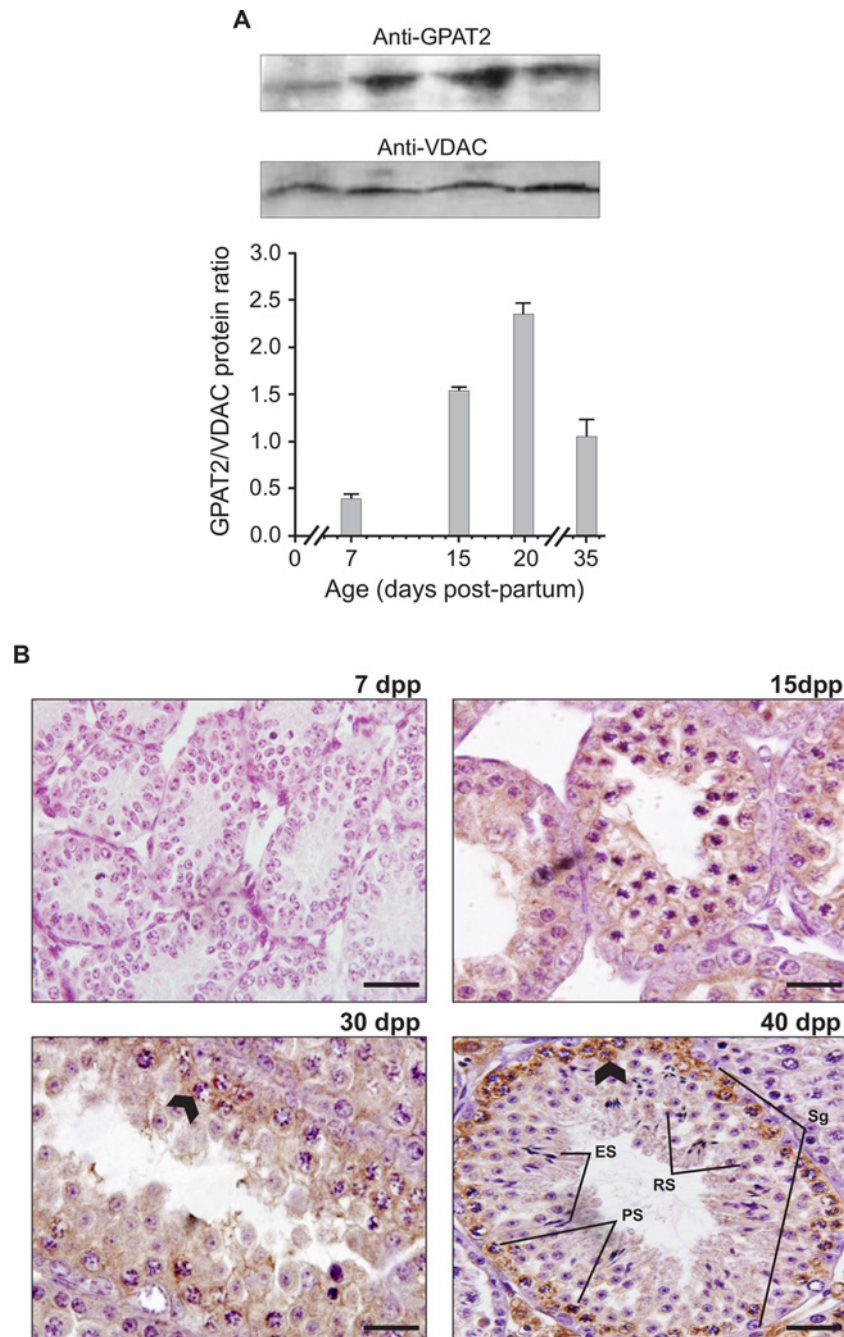 A
Anti-GPAT2
Anti-VDAC
GPAT2/VDAC protein ratio
3.0
2.5
2.0
1.5
1.0
0.5
0.0
0 7 15 20 35
Age (days post-partum)
B
7 dpp
15dpp
30 dpp
40 dpp
Sg
ES
RS
PS